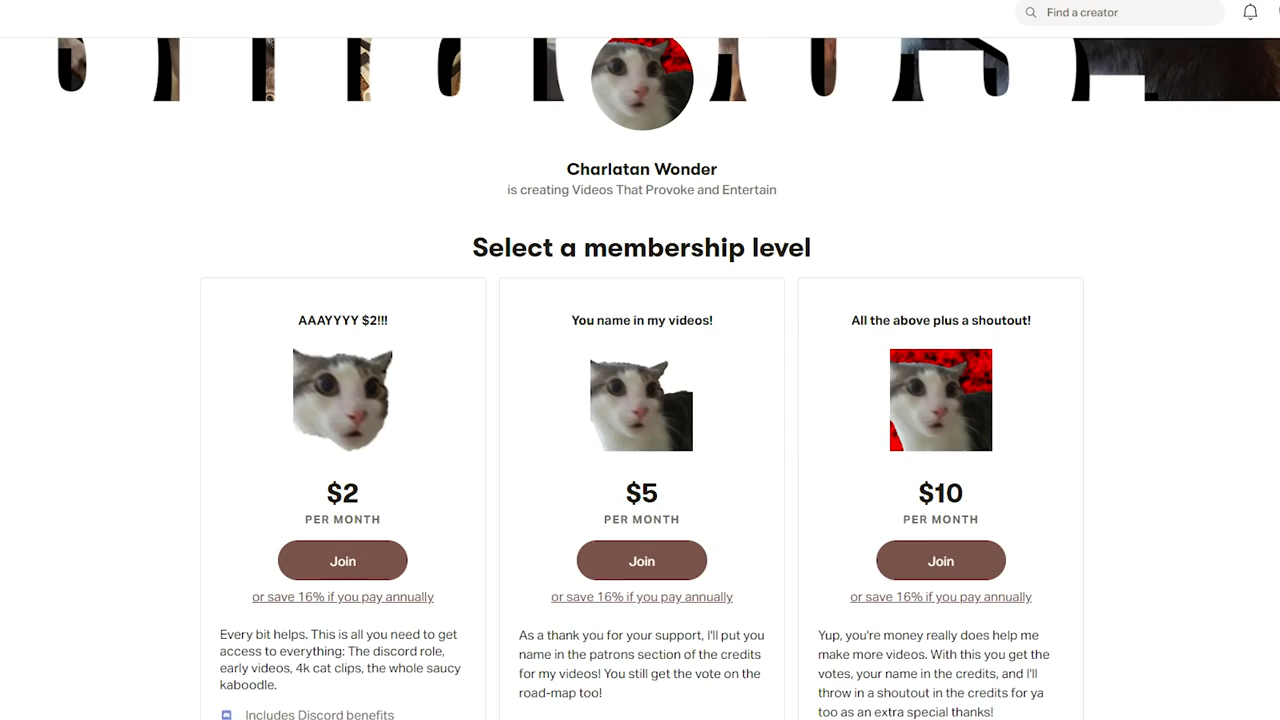 Find a creator
Charlatan Wonder
is creating Videos That Provoke and Entertain
Select a membership level
AAAYYYY $2!!!
$2
PER MONTH
Join
or save 16% if you pay annually
Every bit helps. This is all you need to get
access to everything: The discord role,
early videos, 4k cat clips, the whole saucy
kaboodle.
Includes Discord benefits
You name in my videos!
$5
PER MONTH
Join
or save 16% if you pay annually
As a thank you for your support, I'll put you
name in the patrons section of the credits
for my videos! You still get the vote on the
road-map too!
All the above plus a shoutout!
$10
PER MONTH
Join
or save 16% if you pay annually
Yup, you're money really does help me
make more videos. With this you get the
votes, your name in the credits, and I'll
throw in a shoutout in the credits for ya
too as an extra special thanks!